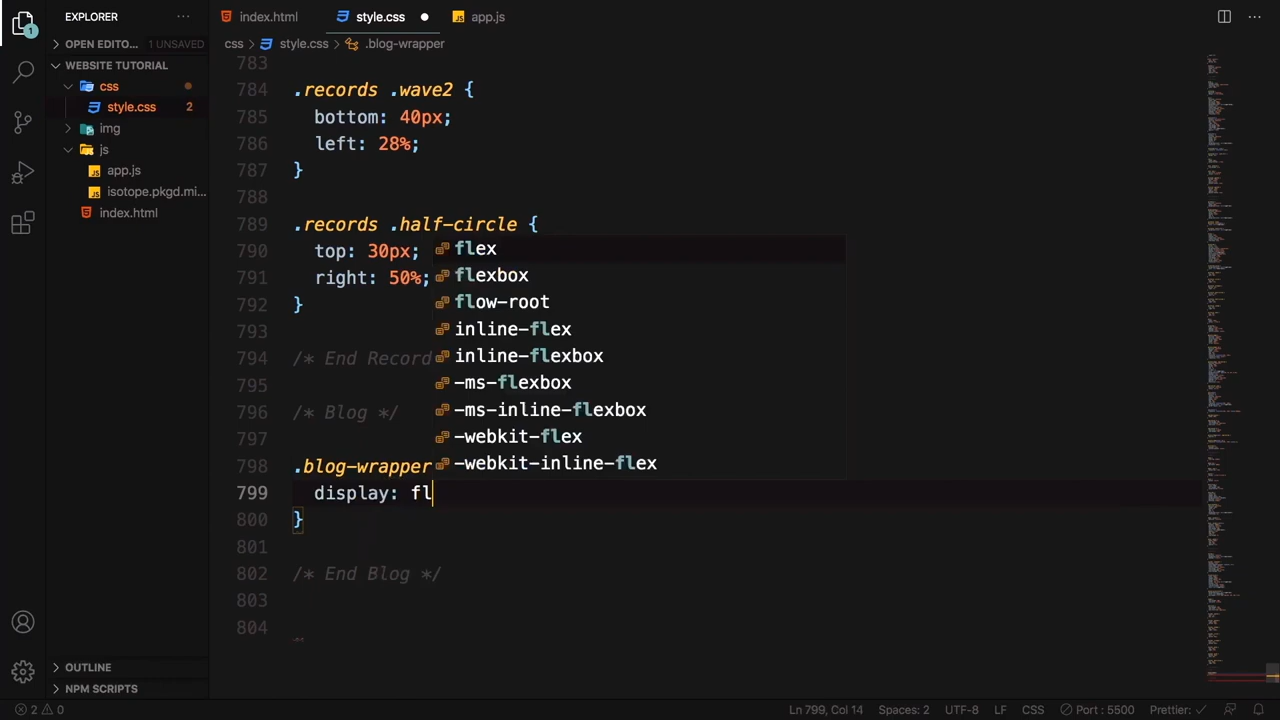 EXPLORER
index.html
style.css
app.js
OPEN EDITO... 1 UNSAVED
css > style.css > .blog-wrapper
WEBSITE TUTORIAL
css
style.css 2
img
js
app.js
isotope.pkgd.mi...
index.html
783
784 .records .wave2 {
785 bottom: 40px;
786 left: 28%;
787 }
788
789 .records .half-circle {
790 top: 30px;
791 right: 50%;
792 }
793
794 /* End Record
795
796 /* Blog */
797
798 .blog-wrapper
799 display: fl
800 }
801
802 /* End Blog */
803
804
flex
flexbox
flow-root
inline-flex
inline-flexbox
-ms-flexbox
-ms-inline-flexbox
-webkit-flex
-webkit-inline-flex
OUTLINE
NPM SCRIPTS
1
2 0
Ln 799, Col 14 Spaces: 2 UTF-8 LF CSS Port : 5500 Prettier: ✓